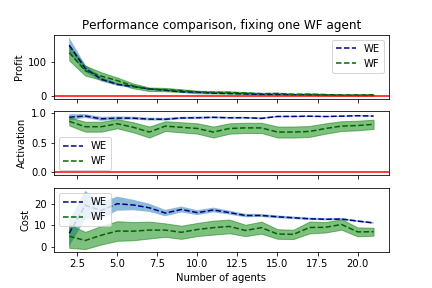 Performance comparison, fixing one WF agent
Profit
100
0
WE
WF
Activation
1.0
0.5
0.0
WE
WF
Cost
20
10
0
WE
WF
2.5 5.0 7.5 10.0 12.5 15.0 17.5 20.0
Number of agents